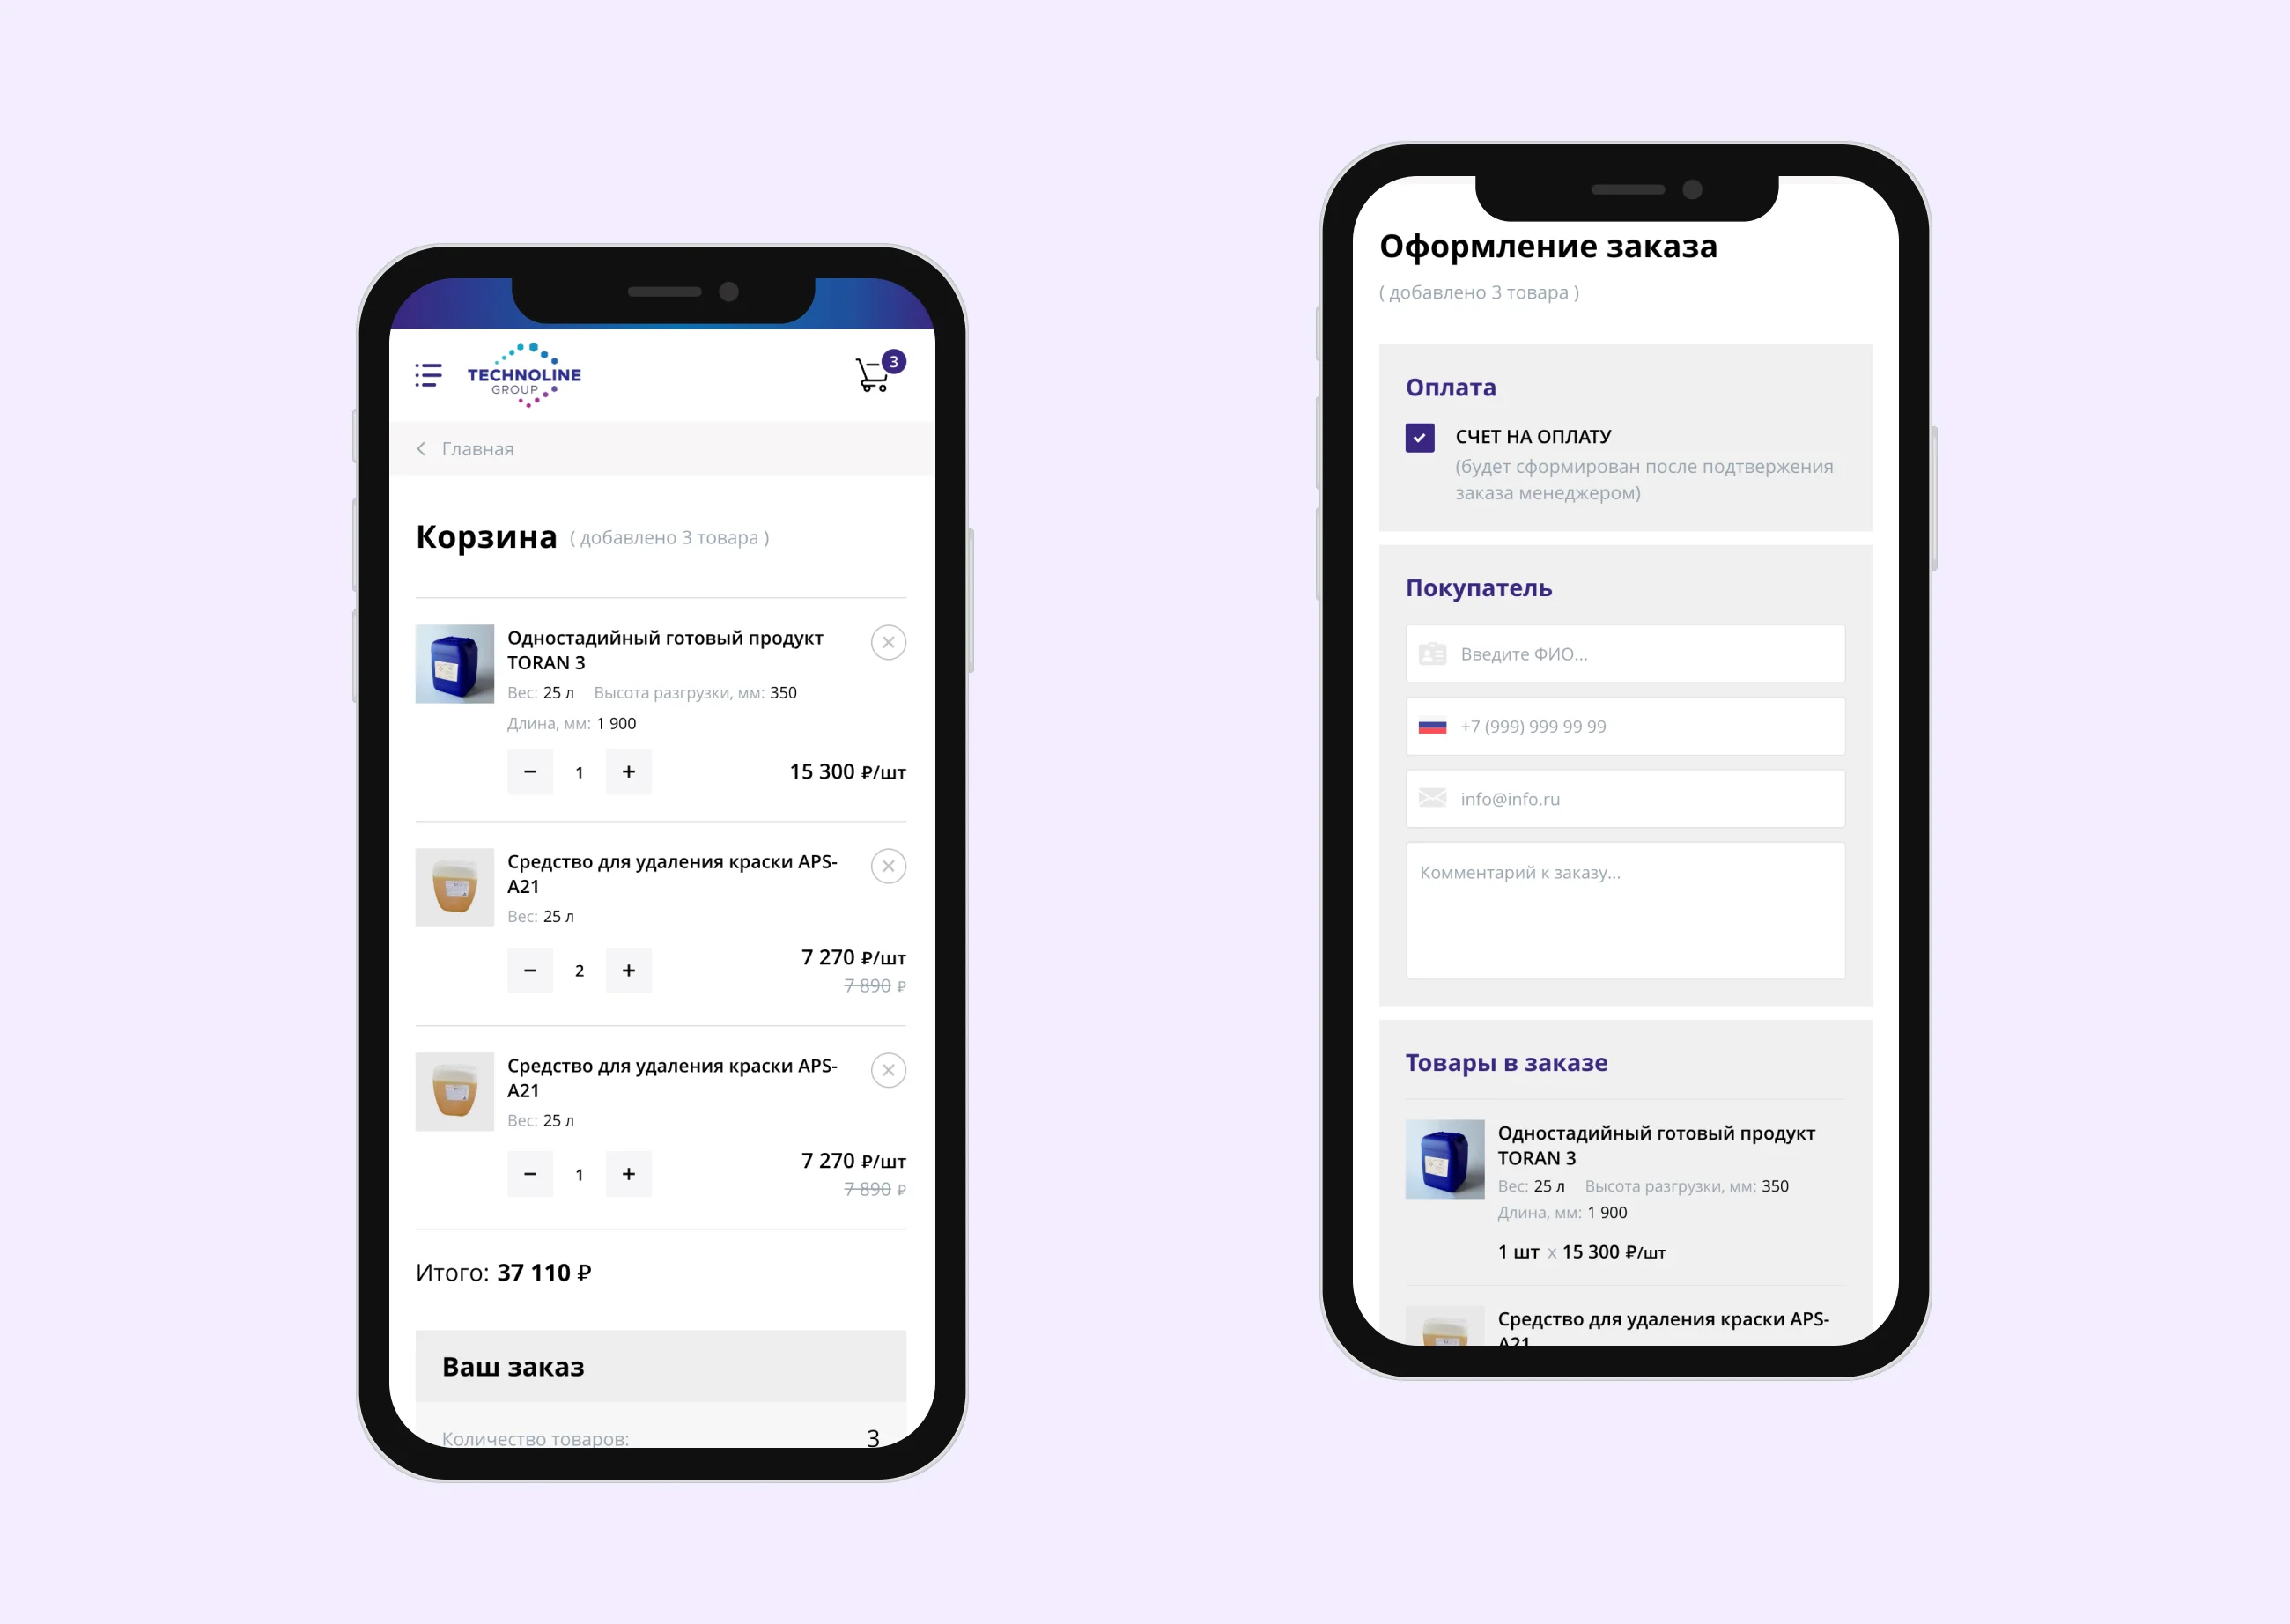 TECHNOLINE
GROUP
3
Главная
Корзина ( добавлено 3 товара )
Одностадийный готовый продукт
TORAN 3
Вес: 25 л Высота разгрузки, мм: 350
Длина, мм: 1 900
− 1 + 15 300 ₽/шт
Средство для удаления краски APS-
A21
Вес: 25 л
7 270 ₽/шт
− 2 +
7 890 ₽
Средство для удаления краски APS-
A21
Вес: 25 л
7 270 ₽/шт
− 1 +
7 890 ₽
Итого: 37 110 ₽
Ваш заказ
Количество товаров: 3
Оформление заказа
( добавлено 3 товара )
Оплата
СЧЕТ НА ОПЛАТУ
(будет сформирован после подтвержения
заказа менеджером)
Покупатель
Введите ФИО...
+7 (999) 999 99 99
info@info.ru
Комментарий к заказу...
Товары в заказе
Одностадийный готовый продукт
TORAN 3
Вес: 25 л Высота разгрузки, мм: 350
Длина, мм: 1 900
1 шт x 15 300 ₽/шт
Средство для удаления краски APS-
A21